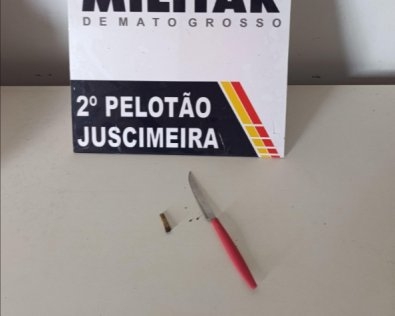 MILITAR
DE MATO GROSSO
2º PELOTÃO
JUSCIMEIRA